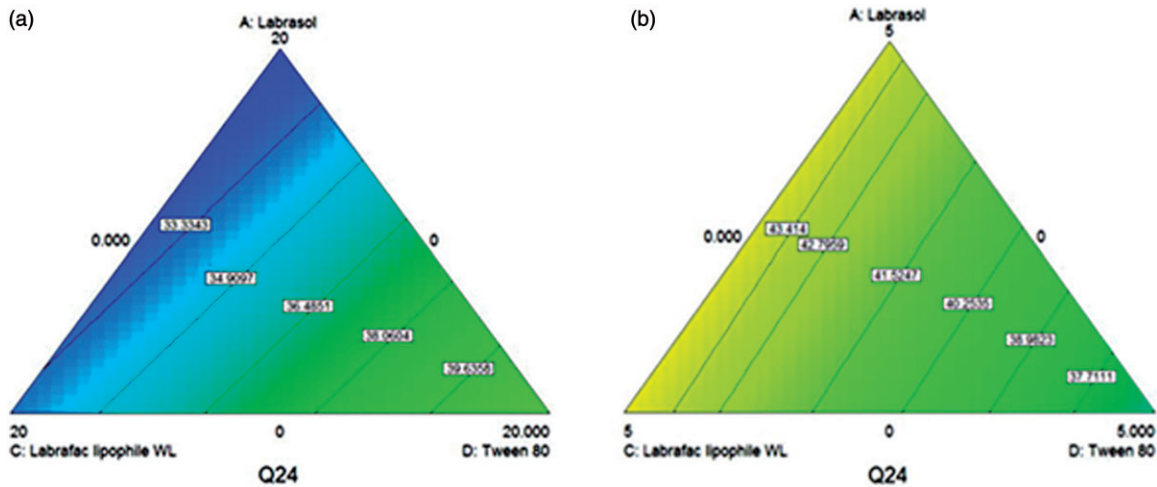 (a)
A: Labrasol
20
33.3343
0.000
0
34.9097
36.4851
38.0604
39.6358
20
0
20.000
C: Labrafac lipophile WL
D: Tween 80
Q24
(b)
A: Labrasol
5
43.414
0.000
42.7959
0
41.5247
40.2535
38.9823
37.7111
5
0
5.000
C: Labrafac lipophile WL
D: Tween 80
Q24